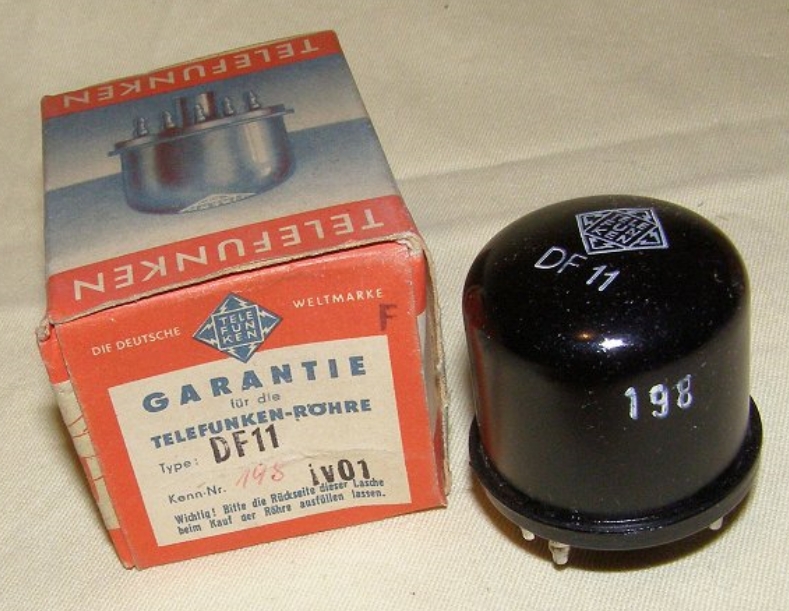 TELEFUNKEN
TELEFUNKEN
DIE DEUTSCHE
TELE
FUN
KEN
WELTMARKE
F
GARANTIE
für die
TELEFUNKEN-RÖHRE
Type: DF11
Kenn-Nr. 198 iv01
Wichtig! Bitte die Rückseite dieser Lasche
beim Kauf der Röhre ausfüllen lassen.
TELE
FUN
KEN
DF 11
198